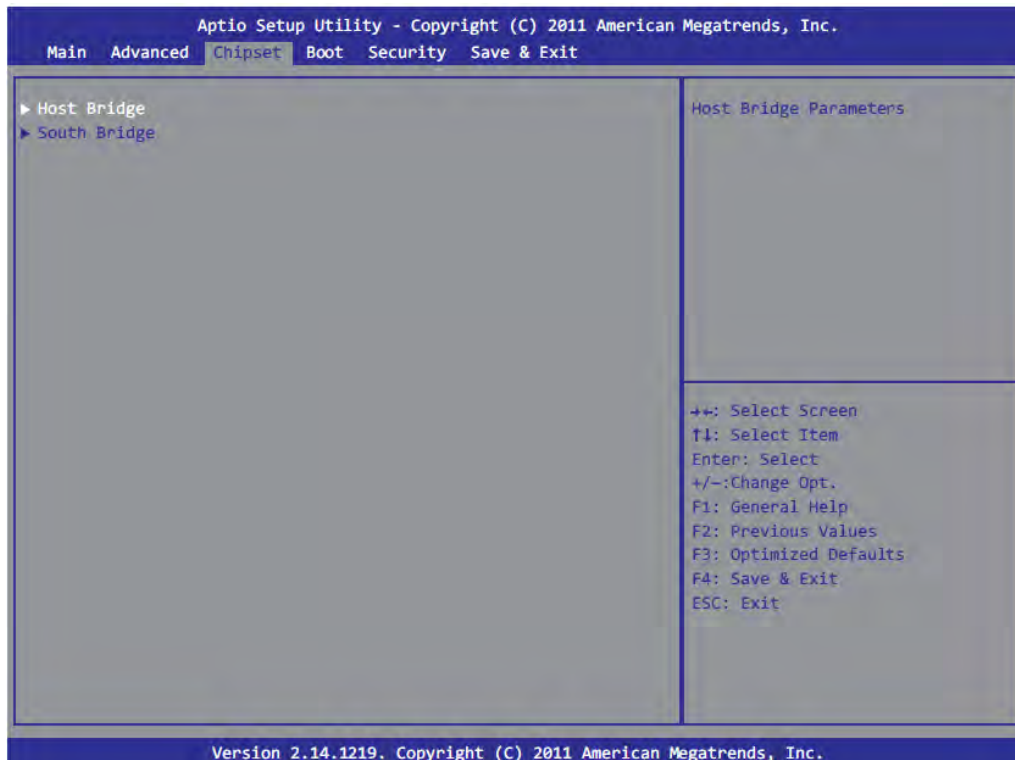 Aptio Setup Utility - Copyright (C) 2011 American Megatrends, Inc.
Main Advanced Chipset Boot Security Save & Exit
▶ Host Bridge
▶ South Bridge
Host Bridge Parameters
→←: Select Screen
↑↓: Select Item
Enter: Select
+/-:Change Opt.
F1: General Help
F2: Previous Values
F3: Optimized Defaults
F4: Save & Exit
ESC: Exit
Version 2.14.1219. Copyright (C) 2011 American Megatrends, Inc.